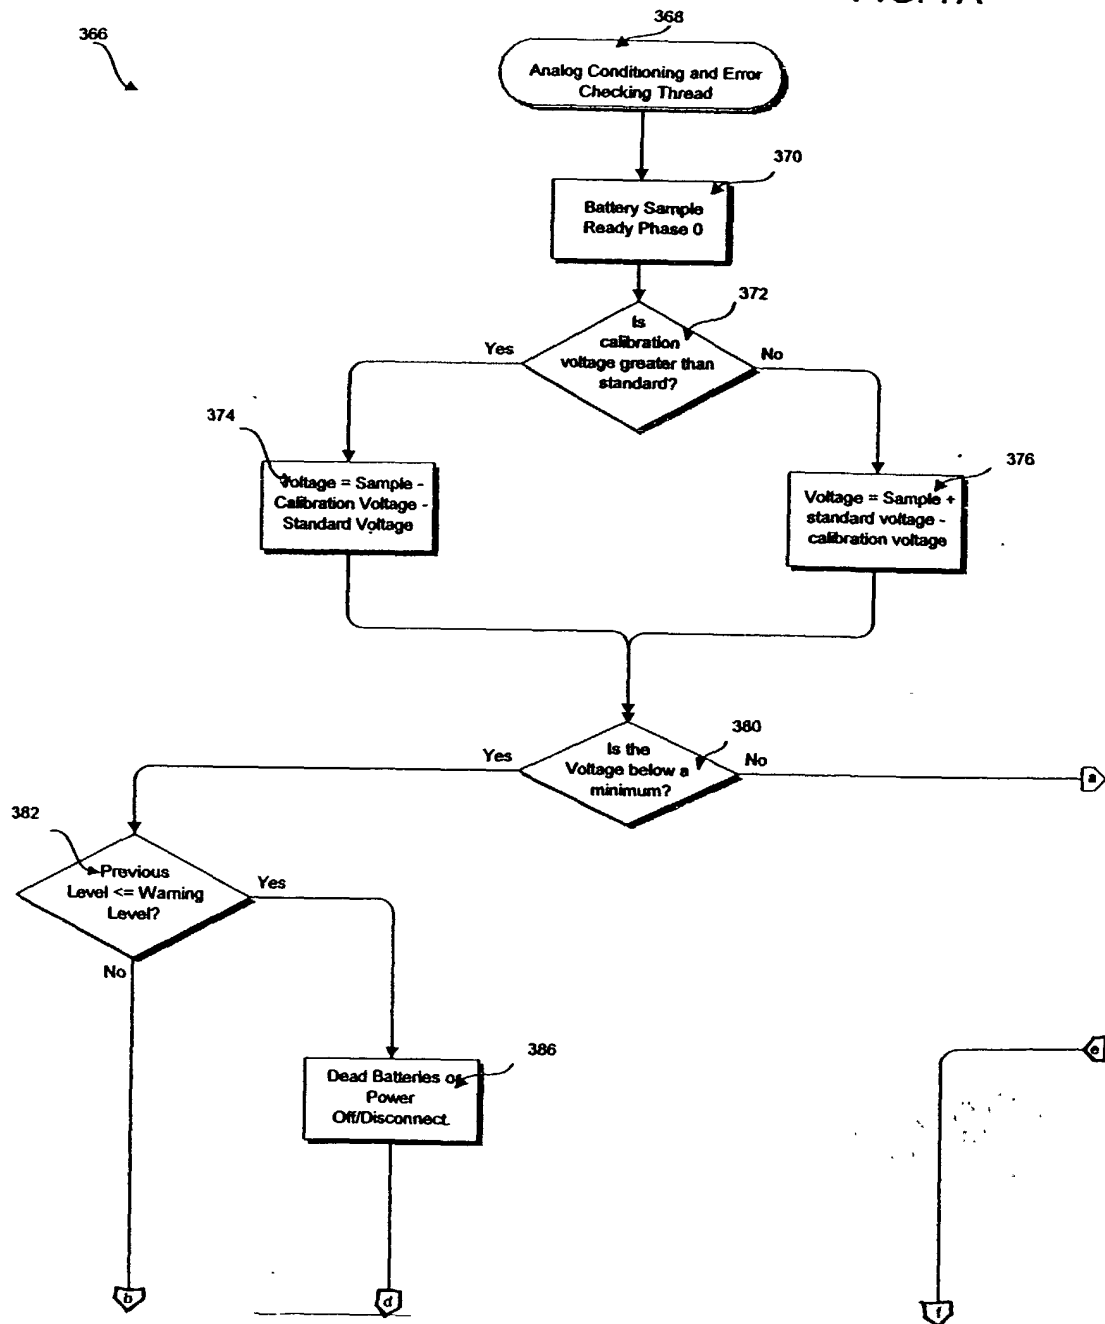 366
368
Analog Conditioning and Error
Checking Thread
370
Battery Sample
Ready Phase 0
372
Is
calibration
voltage greater than
standard?
Yes
No
374
Voltage = Sample -
Calibration Voltage -
Standard Voltage
376
Voltage = Sample +
standard voltage -
calibration voltage
380
Is the
Voltage below a
minimum?
Yes
No
a
382
Previous
Level <= Warning
Level?
Yes
No
386
Dead Batteries or
Power
Off/Disconnect.
e
b
d
f